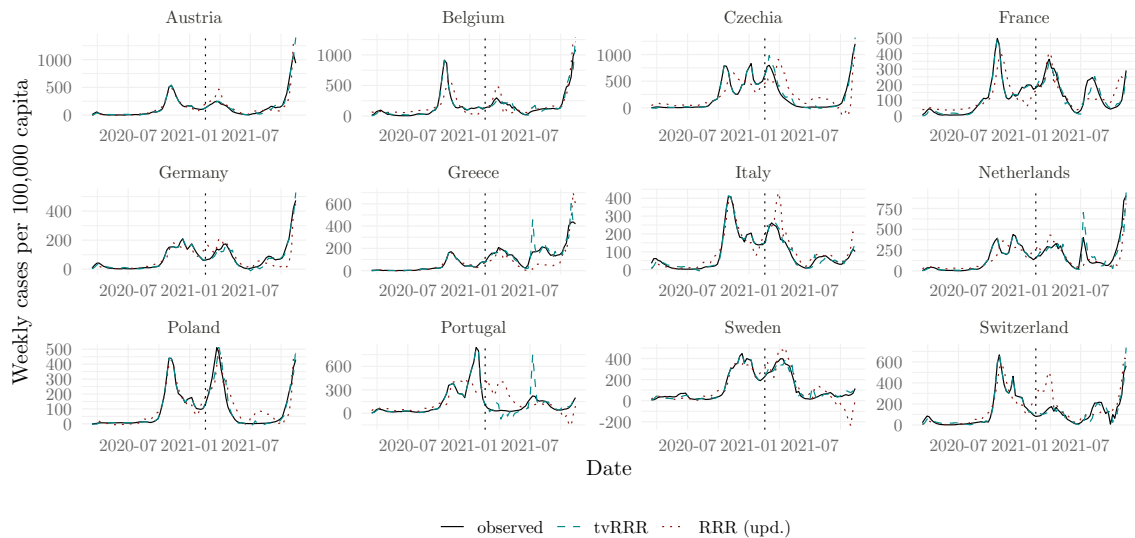 Weekly cases per 100,000 capita
Austria Belgium Czechia France
1000
500
0
2020-07 2021-01 2021-07
1000
500
0
2020-07 2021-01 2021-07
1000
500
0
2020-07 2021-01 2021-07
500
400
300
200
100
0
2020-07 2021-01 2021-07
Germany Greece Italy Netherlands
400
200
0
2020-07 2021-01 2021-07
600
400
200
0
2020-07 2021-01 2021-07
400
300
200
100
0
2020-07 2021-01 2021-07
750
500
250
0
2020-07 2021-01 2021-07
Poland Portugal Sweden Switzerland
500
400
300
200
100
0
2020-07 2021-01 2021-07
600
300
0
2020-07 2021-01 2021-07
400
200
0
-200
2020-07 2021-01 2021-07
600
400
200
0
2020-07 2021-01 2021-07
Date
observed tvRRR RRR (upd.)